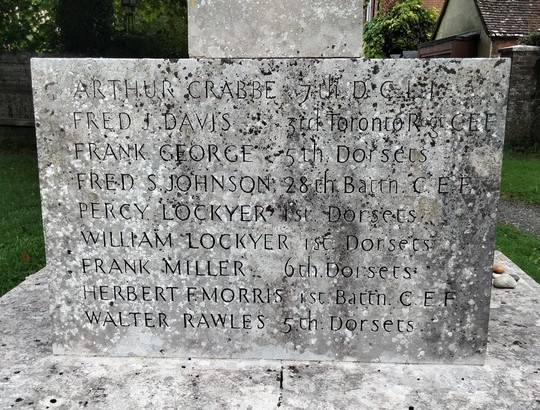 ARTHUR CRABBE 7th D.C.L.I.
FRED J. DAVIS 3rd Toronto Rgt C.E.F
FRANK GEORGE 5th. Dorsets
FRED S. JOHNSON 28th Battn. C.E.F.
PERCY LOCKYER 1st Dorsets
WILLIAM LOCKYER 1st. Dorsets
FRANK MILLER 6th. Dorsets
HERBERT F. MORRIS 1st. Battn. C.E.F
WALTER RAWLES 5th. Dorsets